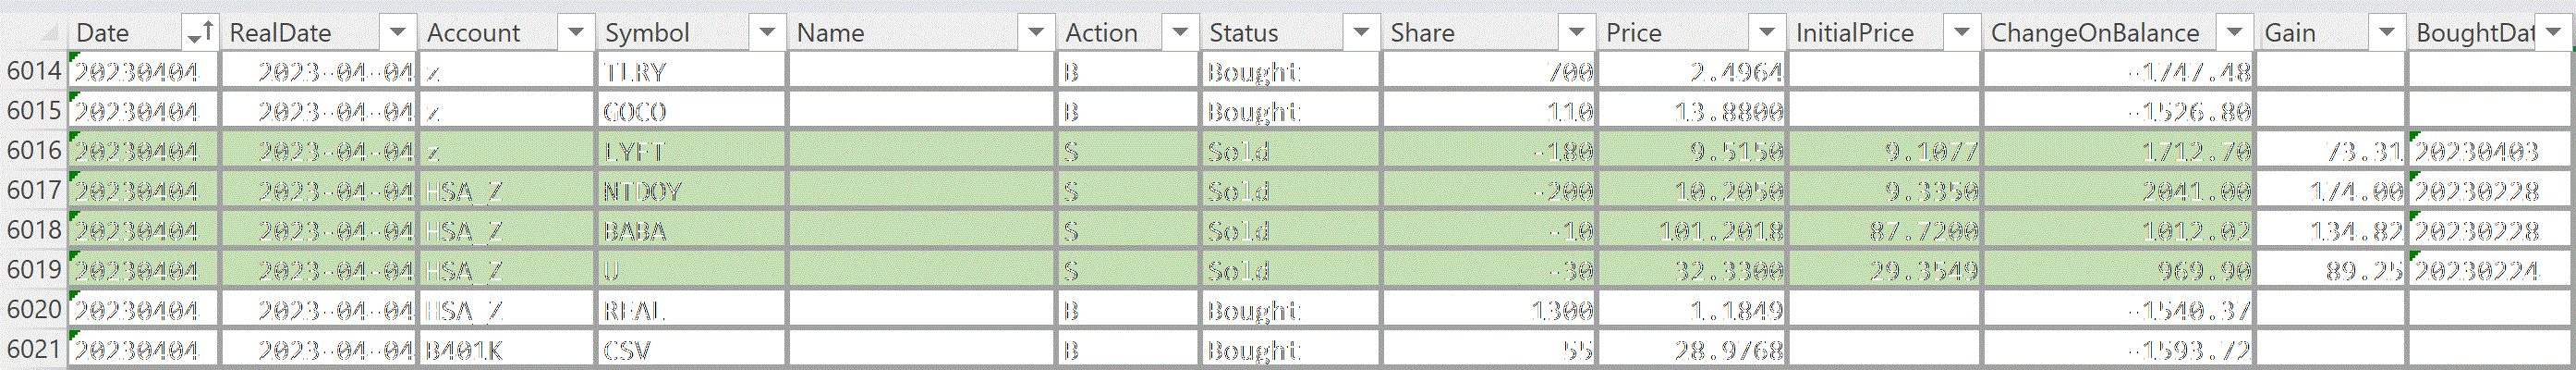 Date RealDate Account Symbol Name Action Status Share Price InitialPrice ChangeOnBalance Gain BoughtDat
6014 20230404 2023-04-04 z TLRY B Bought 700 2.4964 -1747.48
6015 20230404 2023-04-04 z GOCO B Bought 110 13.8800 -1526.80
6016 20230404 2023-04-04 z LYFT S Sold -180 9.5150 9.1077 1712.70 73.31 20230403
6017 20230404 2023-04-04 HSA_Z NTDOY S Sold -200 10.2050 9.3350 2041.00 174.00 20230228
6018 20230404 2023-04-04 HSA_Z BABA S Sold -10 101.2018 87.7200 1012.02 134.82 20230228
6019 20230404 2023-04-04 HSA_Z U S Sold -30 32.3300 29.3549 969.90 89.25 20230224
6020 20230404 2023-04-04 HSA_Z REAL B Bought 1300 1.1849 -1540.37
6021 20230404 2023-04-04 B401K CSV B Bought 55 28.9768 -1593.72